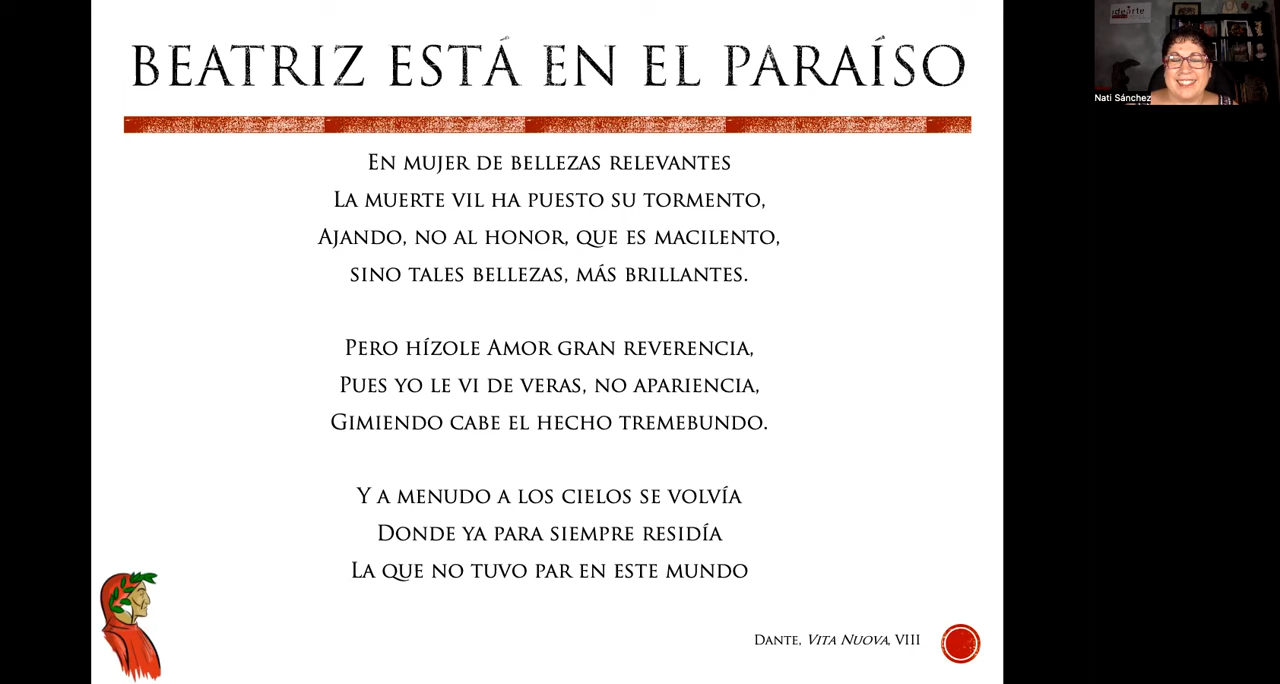 BEATRIZ ESTÁ EN EL PARAÍSO
EN MUJER DE BELLEZAS RELEVANTES
LA MUERTE VIL HA PUESTO SU TORMENTO,
AJANDO, NO AL HONOR, QUE ES MACILENTO,
SINO TALES BELLEZAS, MÁS BRILLANTES.
PERO HÍZOLE AMOR GRAN REVERENCIA,
PUES YO LE VI DE VERAS, NO APARIENCIA,
GIMIENDO CABE EL HECHO TREMEBUNDO.
Y A MENUDO A LOS CIELOS SE VOLVÍA
DONDE YA PARA SIEMPRE RESIDÍA
LA QUE NO TUVO PAR EN ESTE MUNDO
DANTE, VITA NUOVA, VIII
idearte
Nati Sánchez